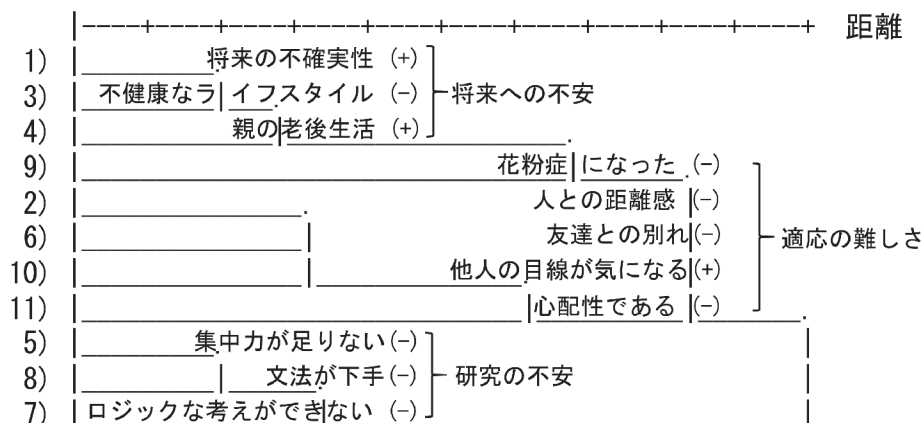 |----+----+----+----+----+----+----+----+----+----+ 距離
1) 将来の不確実性 (+)
3) 不健康なライフスタイル (-) 将来への不安
4) 親の老後生活 (+)
9) 花粉症になった (-)
2) 人との距離感 (-)
6) 友達との別れ (-) 適応の難しさ
10) 他人の目線が気になる (+)
11) 心配性である (-)
5) 集中力が足りない (-)
8) 文法が下手 (-) 研究の不安
7) ロジックな考えができない (-)